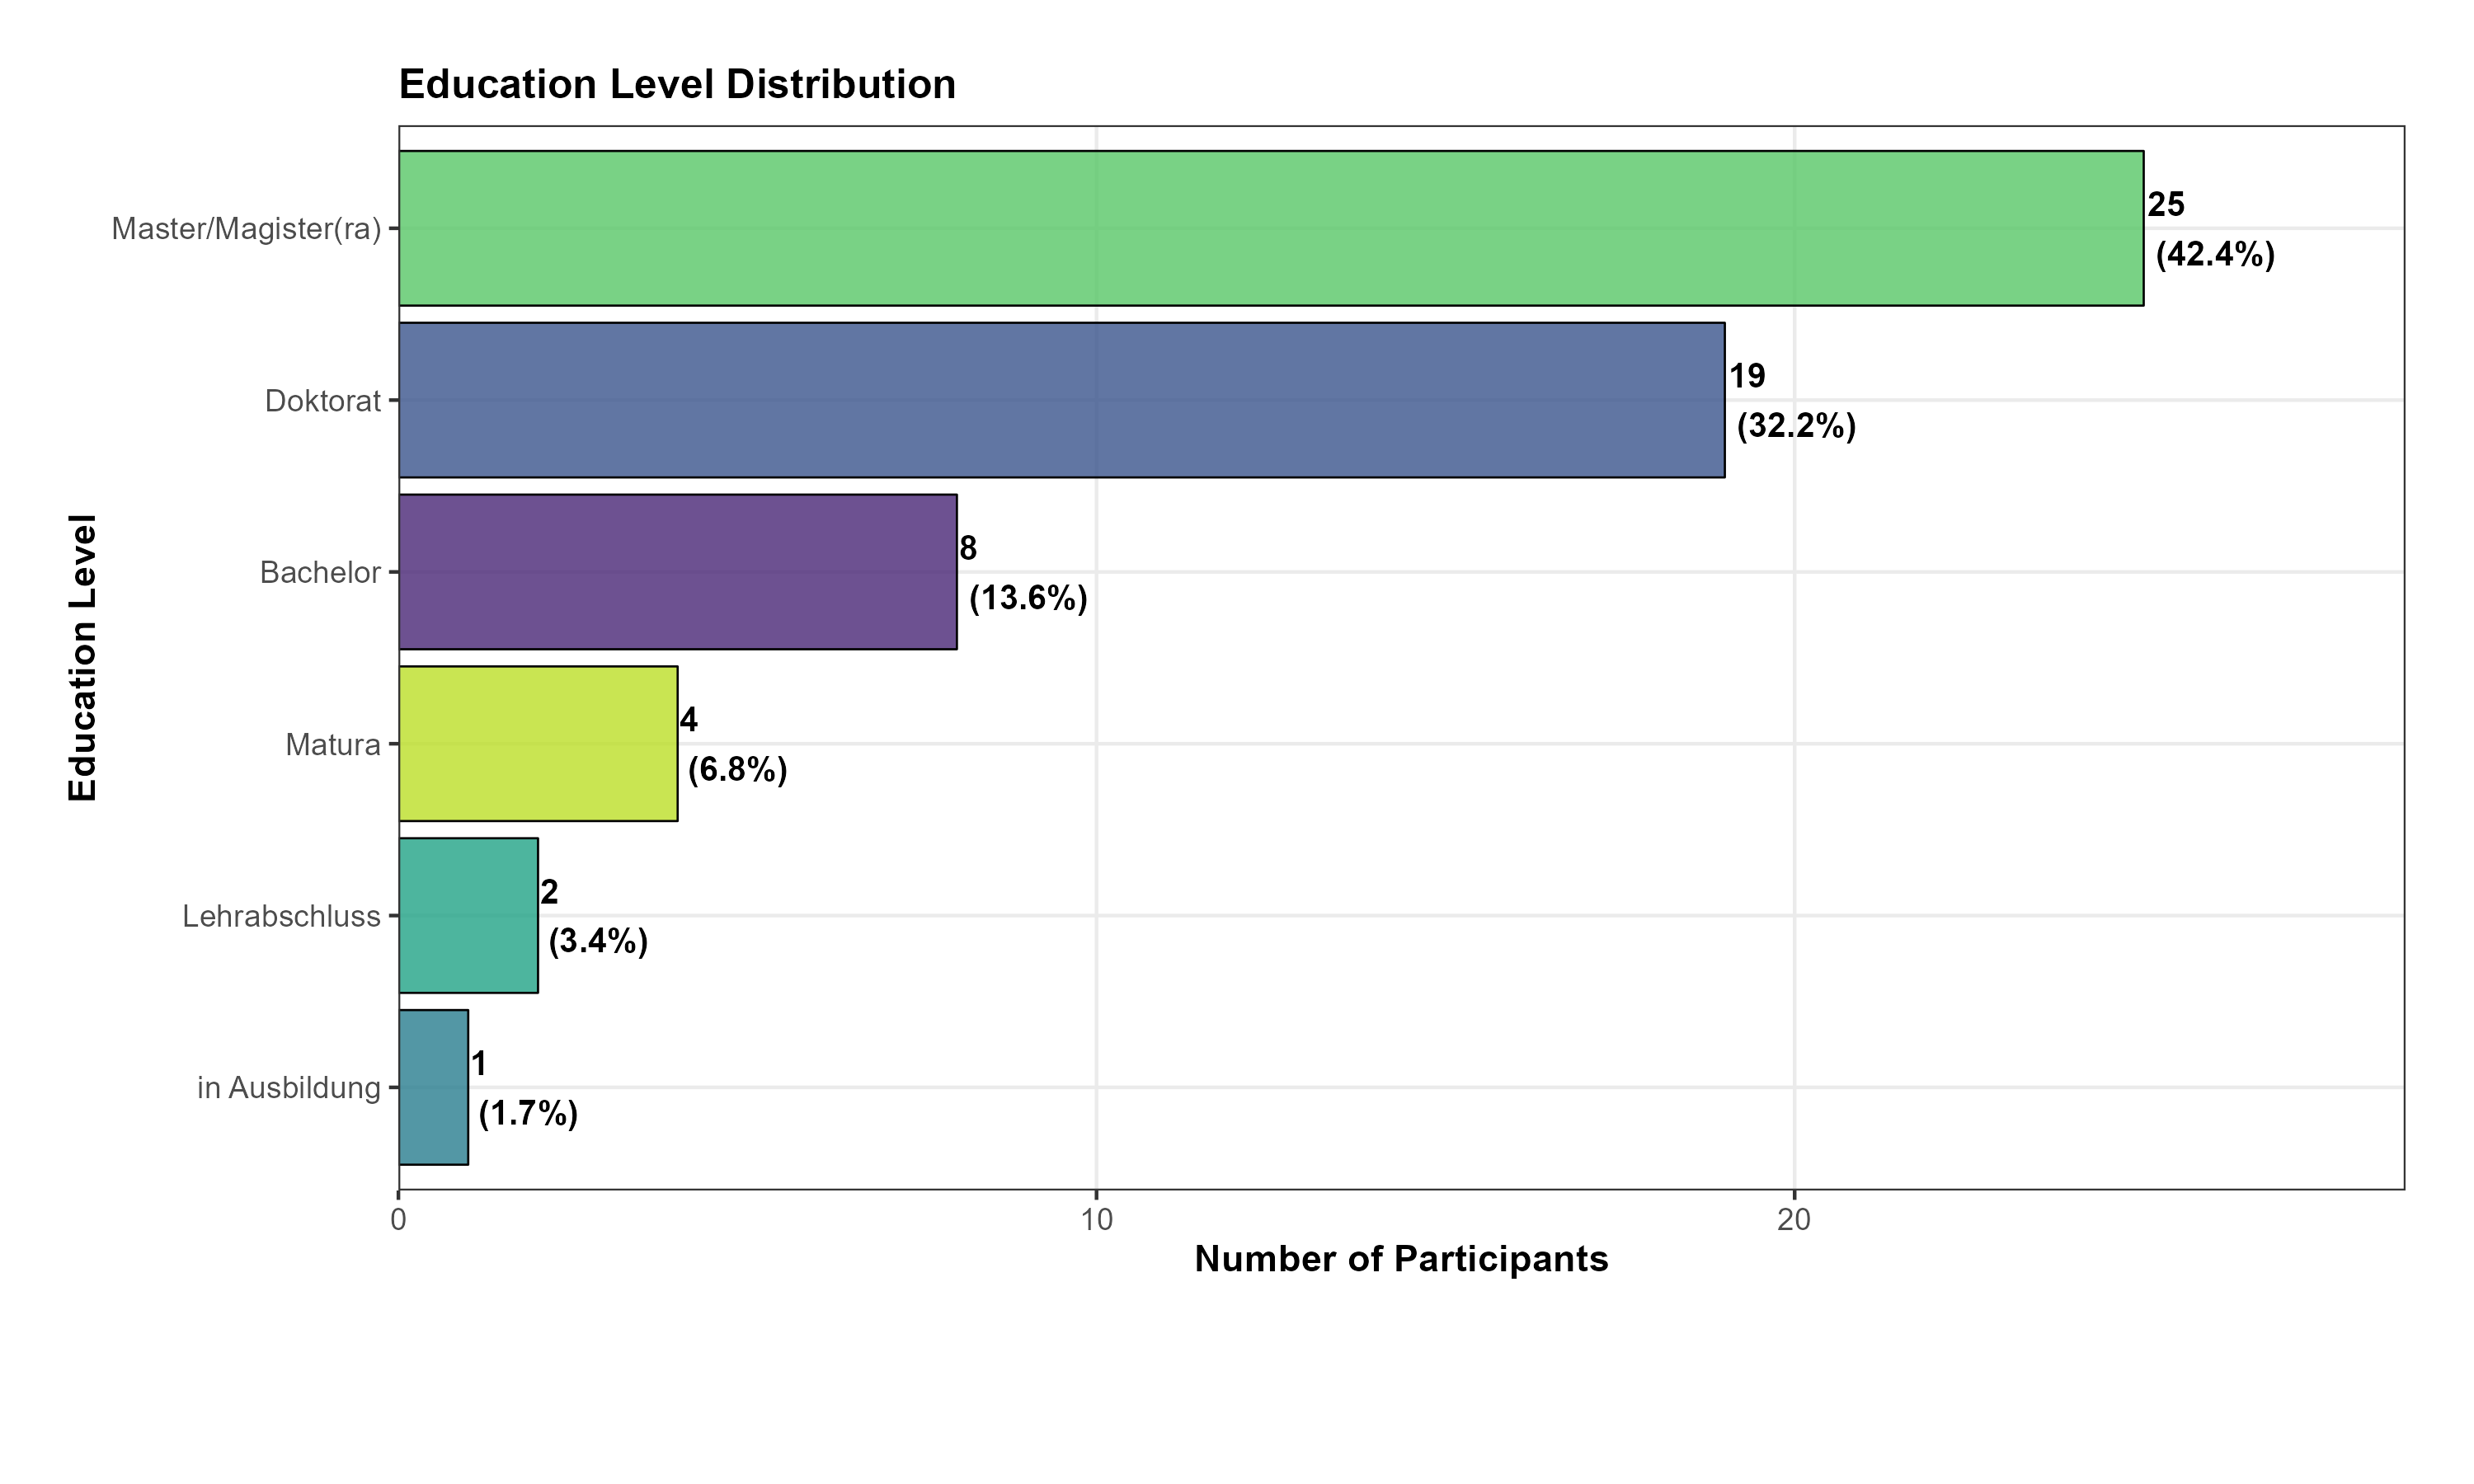 Education Level Distribution
Education Level
Master/Magister(ra)
25
(42.4%)
Doktorat
19
(32.2%)
Bachelor
8
(13.6%)
Matura
4
(6.8%)
Lehrabschluss
2
(3.4%)
in Ausbildung
1
(1.7%)
0
10
20
Number of Participants